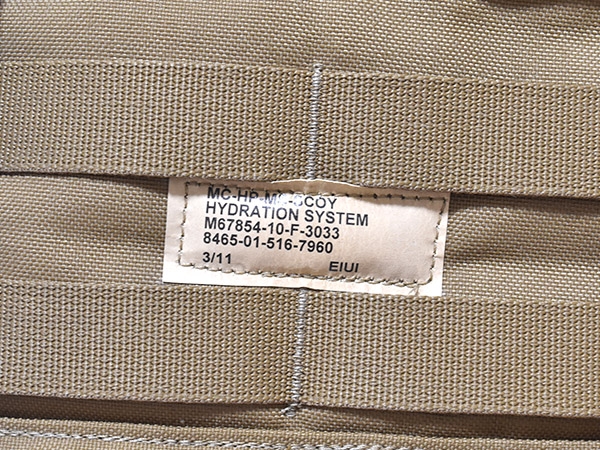 HYDRATION SYSTEM
M67854-10-F-3033
8465-01-516-7960
3/11 EIUI